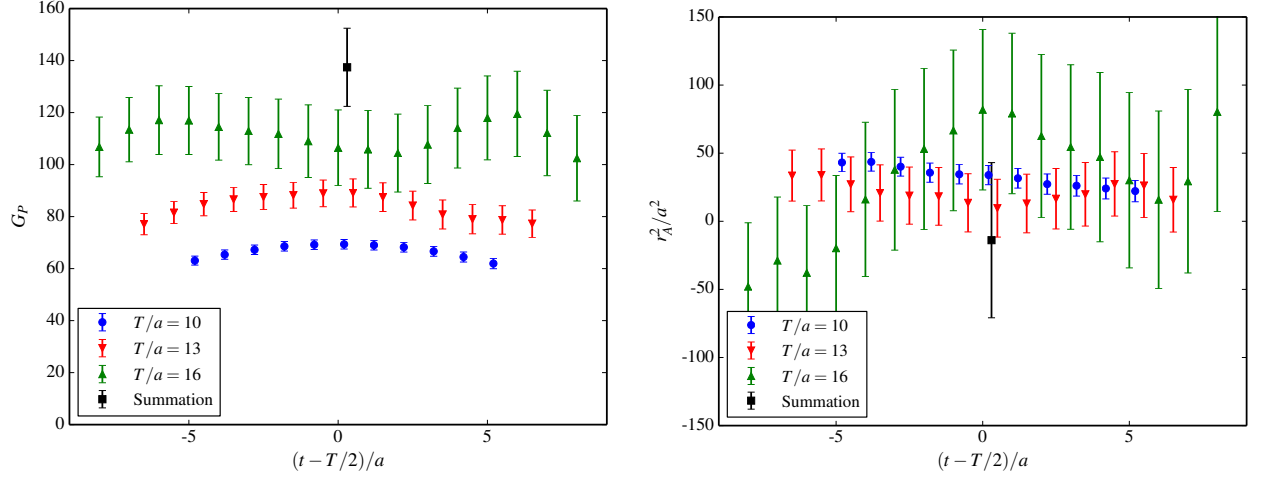 160
140
120
100
80
60
40
20
0
G_P
-5
0
5
(t − T/2)/a
T/a = 10
T/a = 13
T/a = 16
Summation
150
100
50
0
-50
-100
-150
r_A^2/a^2
-5
0
5
(t − T/2)/a
T/a = 10
T/a = 13
T/a = 16
Summation